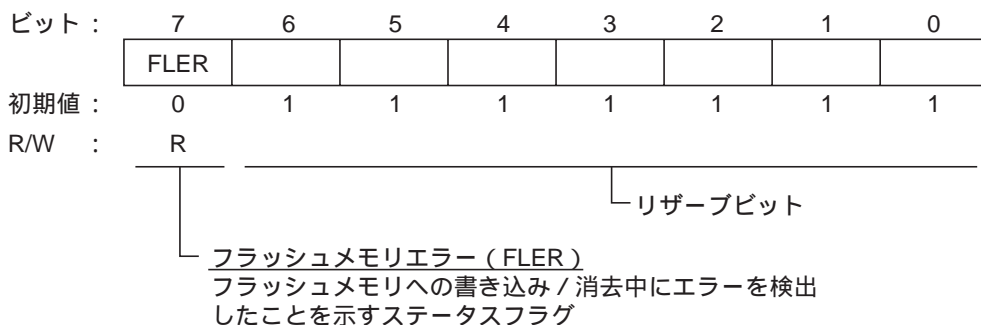 ビット : 7 6 5 4 3 2 1 0
FLER
初期値 : 0 1 1 1 1 1 1 1
R/W : R
リザーブビット
フラッシュメモリエラー ( FLER )
フラッシュメモリへの書き込み / 消去中にエラーを検出
したことを示すステータスフラグ